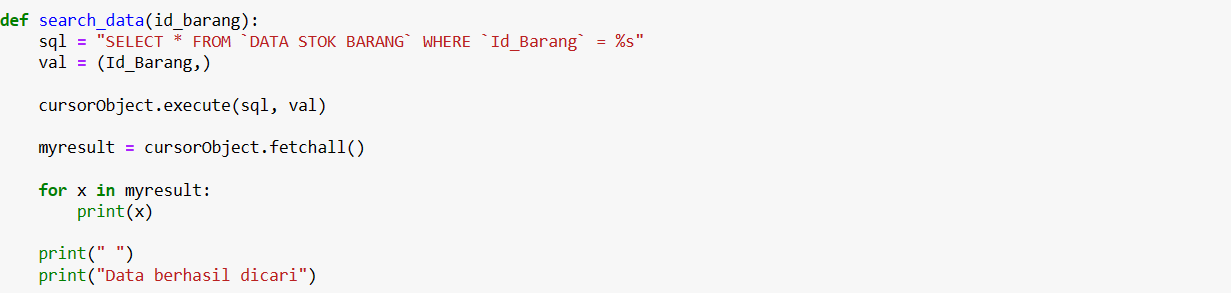 def search_data(id_barang):
    sql = "SELECT * FROM `DATA STOK BARANG` WHERE `Id_Barang` = %s"
    val = (Id_Barang,)
    cursorObject.execute(sql, val)
    myresult = cursorObject.fetchall()
    for x in myresult:
        print(x)
    print(" ")
    print("Data berhasil dicari")